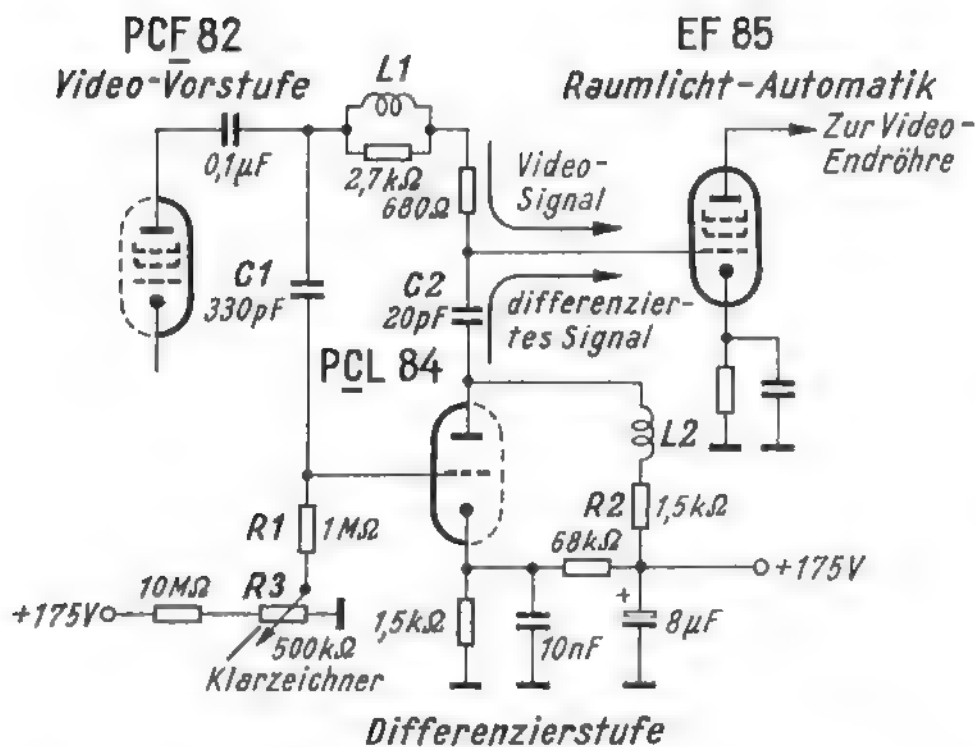 PCF 82
Video-Vorstufe
EF 85
Raumlicht-Automatik
L1
0,1µF
2,7kΩ
680Ω
Video-
Signal
Zur Video-
Endröhre
C1
330pF
C2
20pF
differenzier-
tes Signal
PCL 84
L2
R1
1MΩ
R2
1,5kΩ
68kΩ
+175V
10MΩ
R3
+175V
500kΩ
Klarzeichner
1,5kΩ
10nF
+
8µF
Differenzierstufe